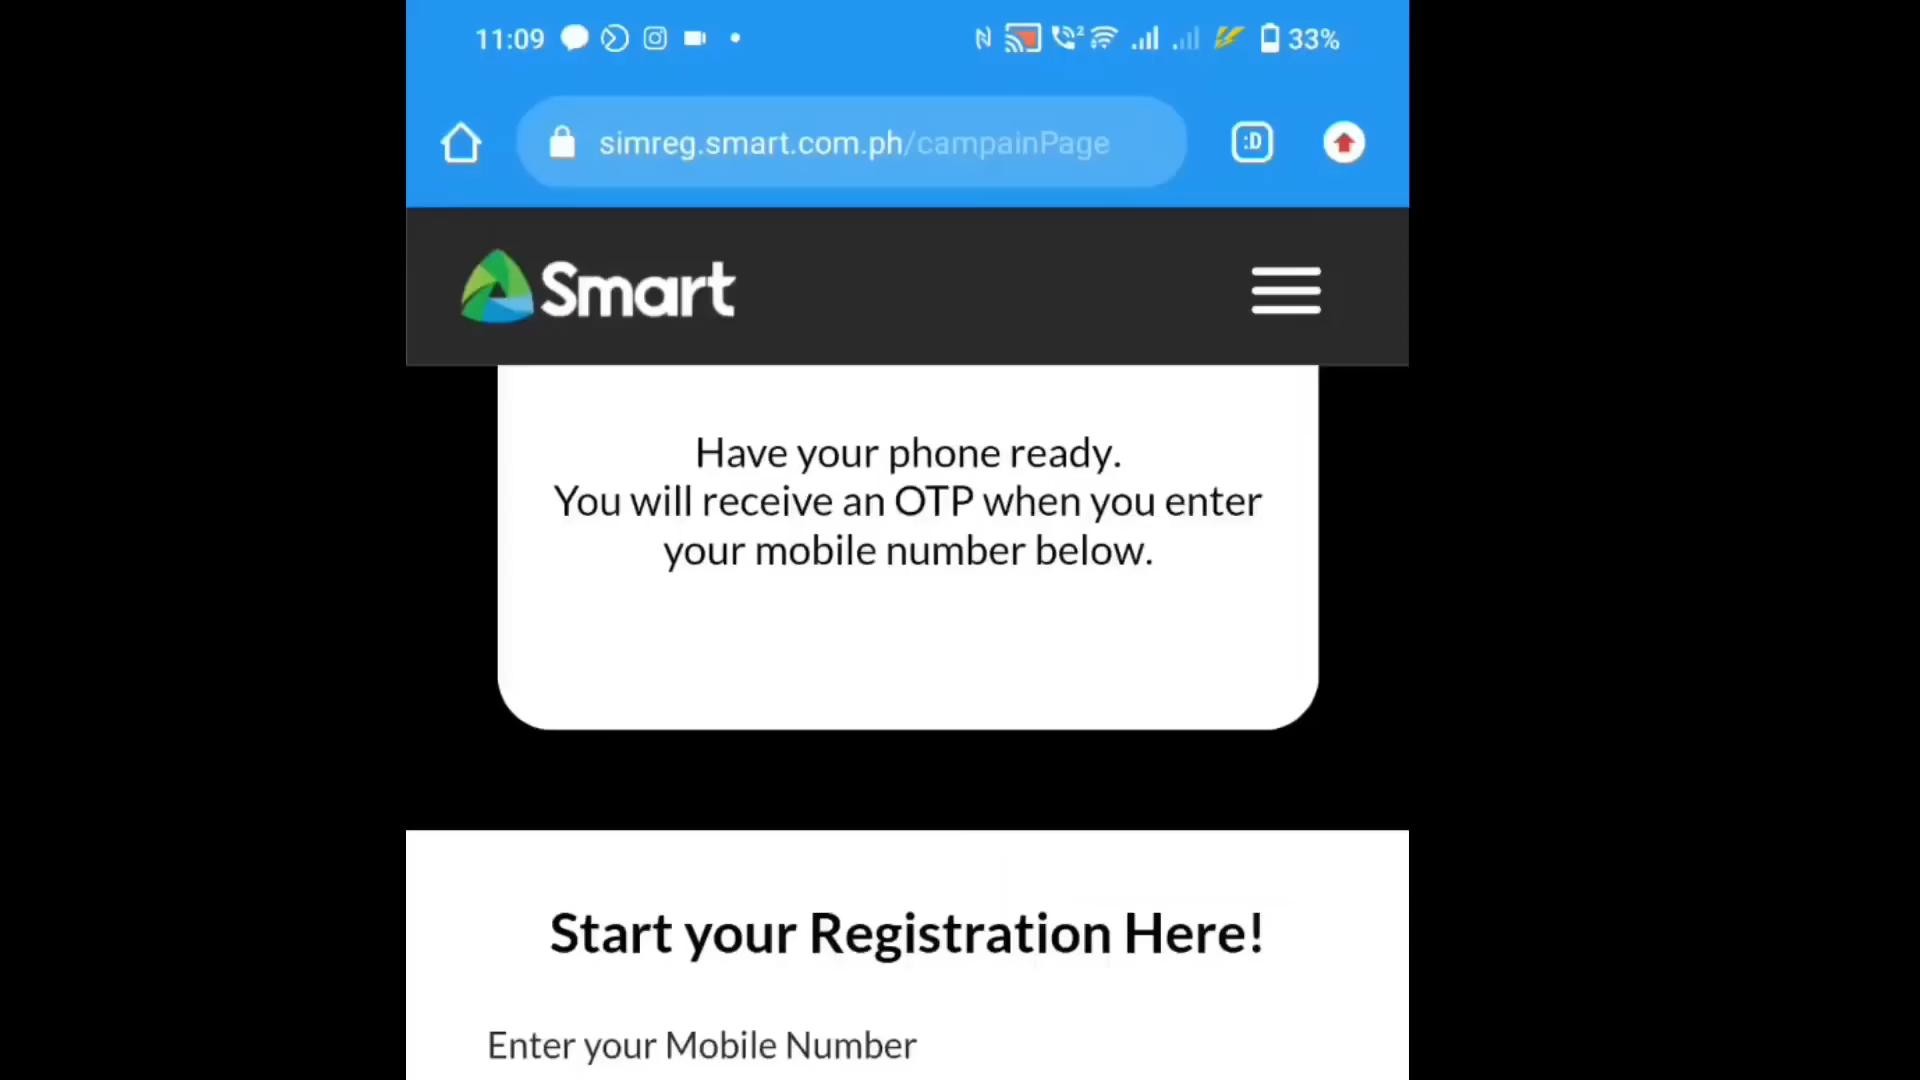 11:09
33%
simreg.smart.com.ph/campainPage
:D
Smart
Have your phone ready.
You will receive an OTP when you enter
your mobile number below.
Start your Registration Here!
Enter your Mobile Number